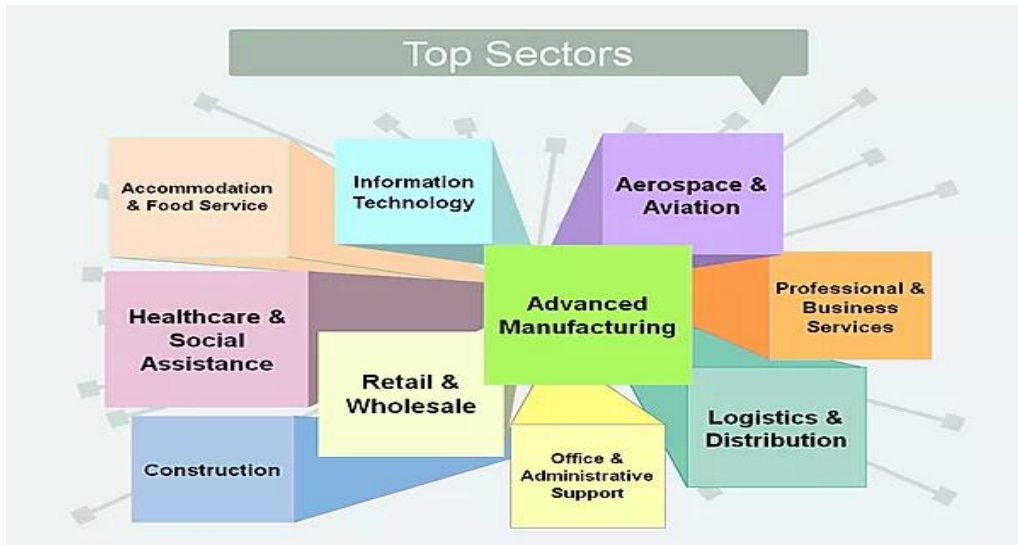 Top Sectors
Accommodation
& Food Service
Information
Technology
Aerospace &
Aviation
Healthcare &
Social
Assistance
Advanced
Manufacturing
Professional &
Business
Services
Retail &
Wholesale
Logistics &
Distribution
Construction
Office &
Administrative
Support